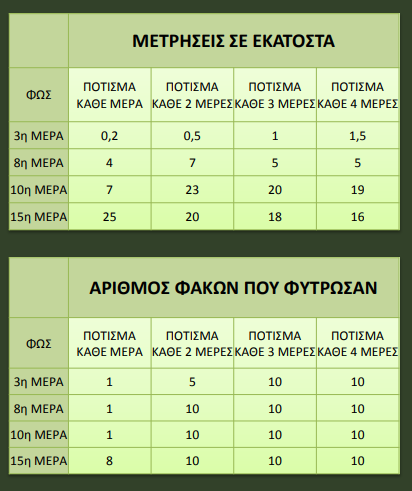 ΜΕΤΡΗΣΕΙΣ ΣΕ ΕΚΑΤΟΣΤΑ
ΦΩΣ ΠΟΤΙΣΜΑ ΚΑΘΕ ΜΕΡΑ ΠΟΤΙΣΜΑ ΚΑΘΕ 2 ΜΕΡΕΣ ΠΟΤΙΣΜΑ ΚΑΘΕ 3 ΜΕΡΕΣ ΠΟΤΙΣΜΑ ΚΑΘΕ 4 ΜΕΡΕΣ
3η ΜΕΡΑ 0,2 0,5 1 1,5
8η ΜΕΡΑ 4 7 5 5
10η ΜΕΡΑ 7 23 20 19
15η ΜΕΡΑ 25 20 18 16
ΑΡΙΘΜΟΣ ΦΑΚΩΝ ΠΟΥ ΦΥΤΡΩΣΑΝ
ΦΩΣ ΠΟΤΙΣΜΑ ΚΑΘΕ ΜΕΡΑ ΠΟΤΙΣΜΑ ΚΑΘΕ 2 ΜΕΡΕΣ ΠΟΤΙΣΜΑ ΚΑΘΕ 3 ΜΕΡΕΣ ΠΟΤΙΣΜΑ ΚΑΘΕ 4 ΜΕΡΕΣ
3η ΜΕΡΑ 1 5 10 10
8η ΜΕΡΑ 1 10 10 10
10η ΜΕΡΑ 1 10 10 10
15η ΜΕΡΑ 8 10 10 10